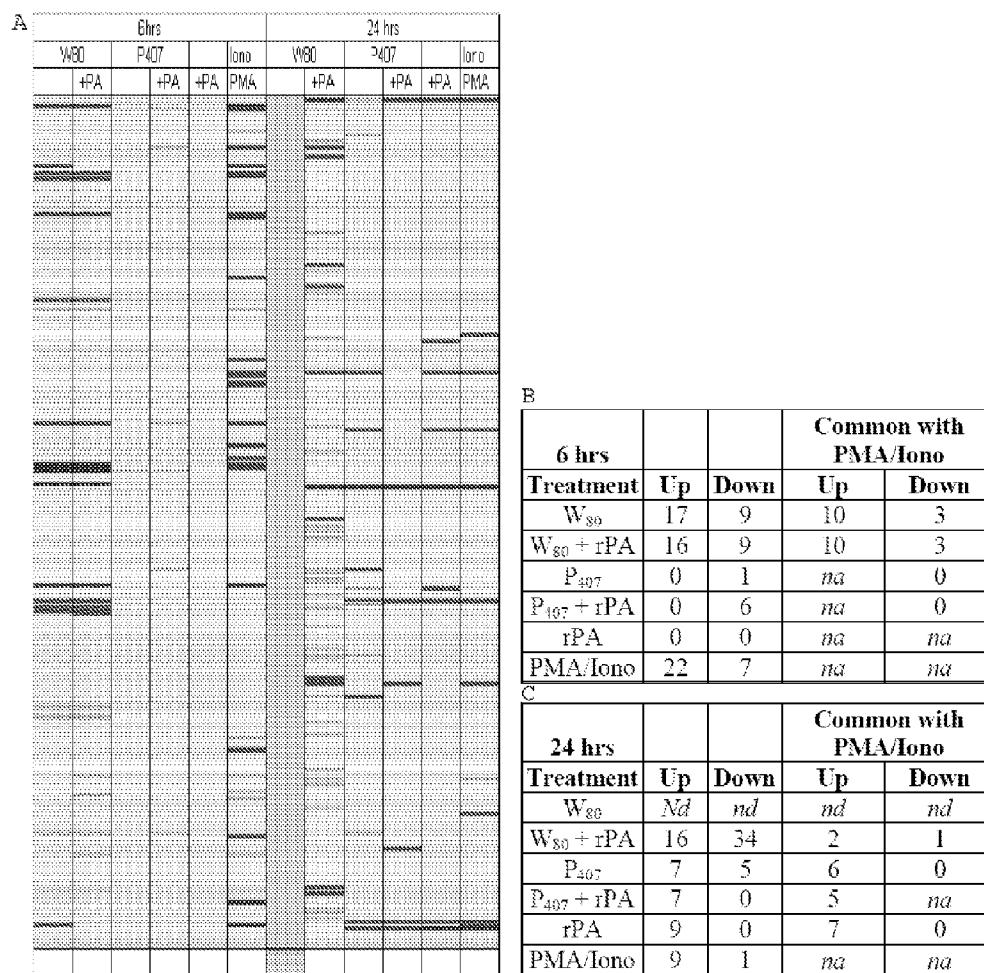 A
6hrs 24 hrs
W80 P407 Iono W80 P407 Iono
+PA +PA +PA PMA +PA +PA +PA PMA
B
6 hrs Common with PMA/Iono
Treatment Up Down Up Down
W80 17 9 10 3
W80 + rPA 16 9 10 3
P407 0 1 na 0
P407 + rPA 0 6 na 0
rPA 0 0 na na
PMA/Iono 22 7 na na
C
24 hrs Common with PMA/Iono
Treatment Up Down Up Down
W80 Nd nd nd nd
W80 + rPA 16 34 2 1
P407 7 5 6 0
P407 + rPA 7 0 5 na
rPA 9 0 7 0
PMA/Iono 9 1 na na